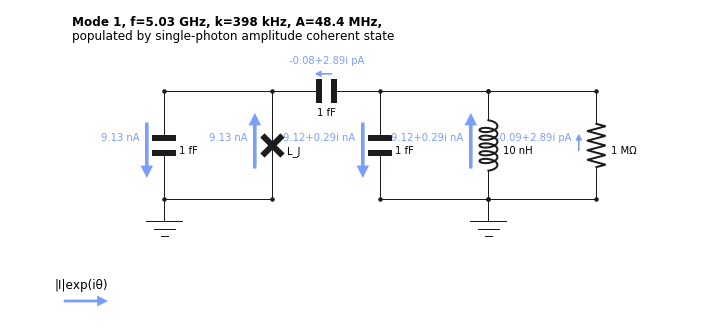 Mode 1, f=5.03 GHz, k=398 kHz, A=48.4 MHz,
populated by single-photon amplitude coherent state
-0.08+2.89i pA
1 fF
9.13 nA
1 fF
9.13 nA
L_J
9.12+0.29i nA
1 fF
9.12+0.29i nA
10 nH
0.09+2.89i pA
1 MΩ
|I|exp(iθ)